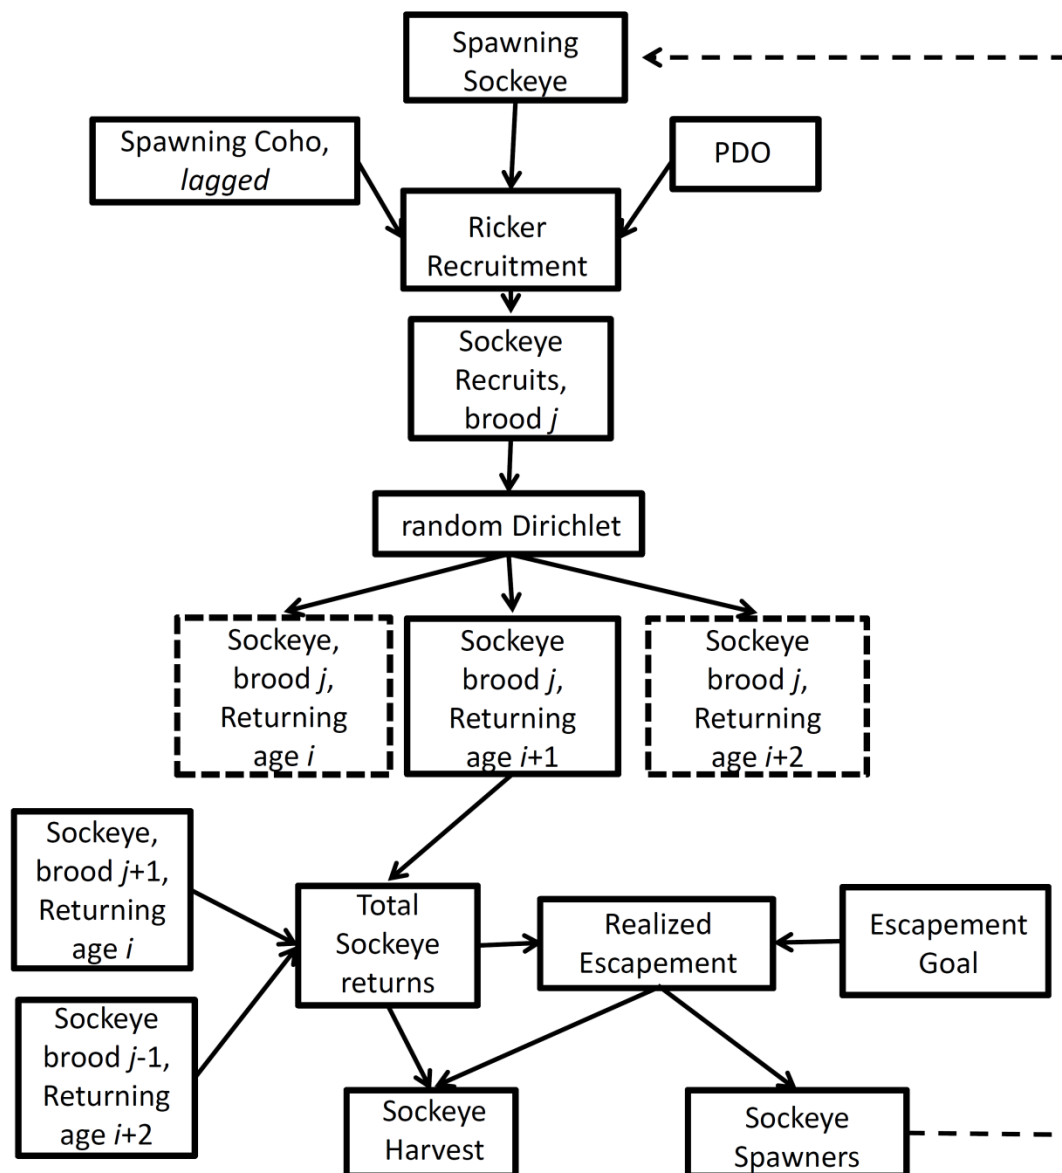 Spawning
Sockeye
Spawning Coho,
lagged
PDO
Ricker
Recruitment
Sockeye
Recruits,
brood j
random Dirichlet
Sockeye,
brood j,
Returning
age i
Sockeye
brood j,
Returning
age i+1
Sockeye
brood j,
Returning
age i+2
Sockeye,
brood j+1,
Returning
age i
Total
Sockeye
returns
Realized
Escapement
Escapement
Goal
Sockeye
brood j-1,
Returning
age i+2
Sockeye
Harvest
Sockeye
Spawners